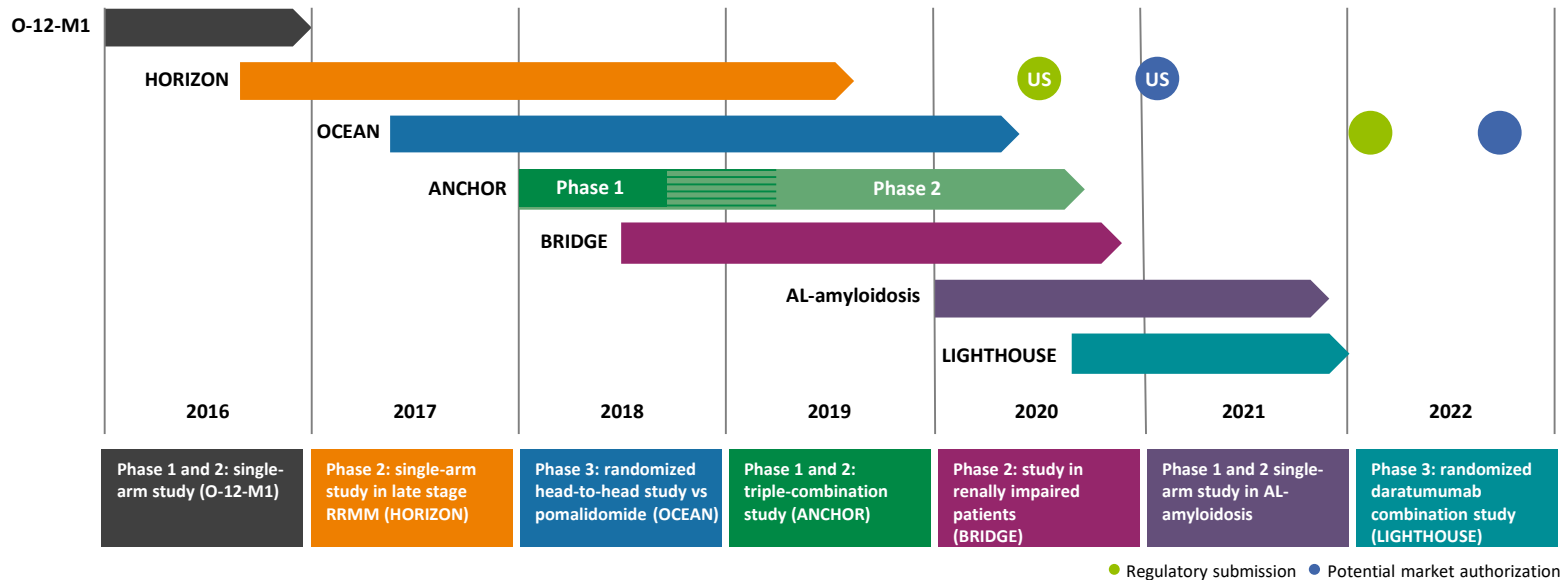 O-12-M1
HORIZON
US
US
OCEAN
ANCHOR
Phase 1
Phase 2
BRIDGE
AL-amyloidosis
LIGHTHOUSE
2016
2017
2018
2019
2020
2021
2022
Phase 1 and 2: single-
arm study (O-12-M1)
Phase 2: single-arm
study in late stage
RRMM (HORIZON)
Phase 3: randomized
head-to-head study vs
pomalidomide (OCEAN)
Phase 1 and 2:
triple-combination
study (ANCHOR)
Phase 2: study in
renally impaired
patients
(BRIDGE)
Phase 1 and 2 single-
arm study in AL-
amyloidosis
Phase 3: randomized
daratumumab
combination study
(LIGHTHOUSE)
Regulatory submission
Potential market authorization